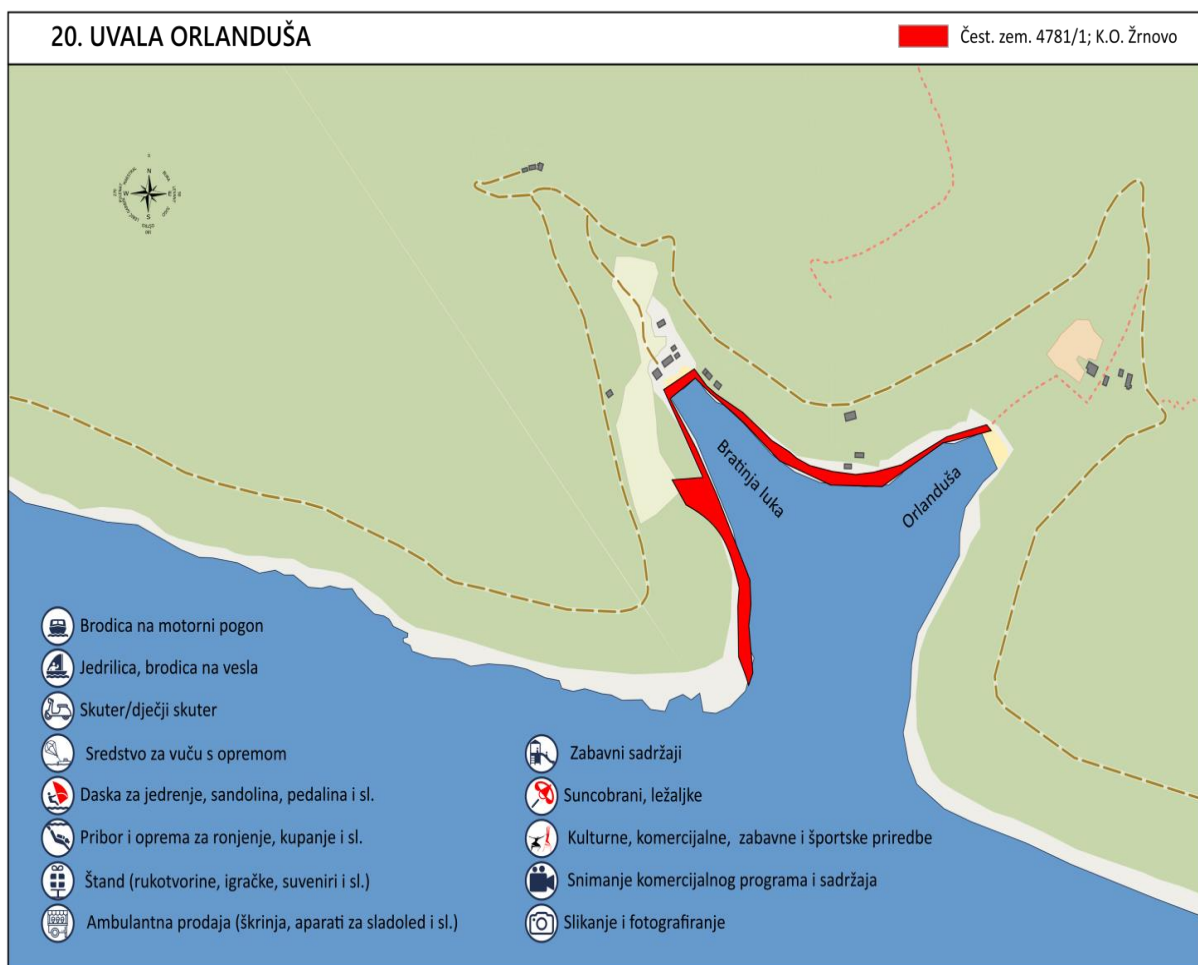 20. UVALA ORLANDUŠA
Čest. zem. 4781/1; K.O. Žrnovo
N
W
S
Bratinja luka
Orlanduša
Brodica na motorni pogon
Jedrilica, brodica na vesla
Skuter/dječji skuter
Sredstvo za vuču s opremom
Daska za jedrenje, sandolina, pedalina i sl.
Pribor i oprema za ronjenje, kupanje i sl.
Štand (rukotvorine, igračke, suveniri i sl.)
Ambulantna prodaja (škrinja, aparati za sladoled i sl.)
Zabavni sadržaji
Suncobrani, ležaljke
Kulturne, komercijalne, zabavne i športske priredbe
Snimanje komercijalnog programa i sadržaja
Slikanje i fotografiranje